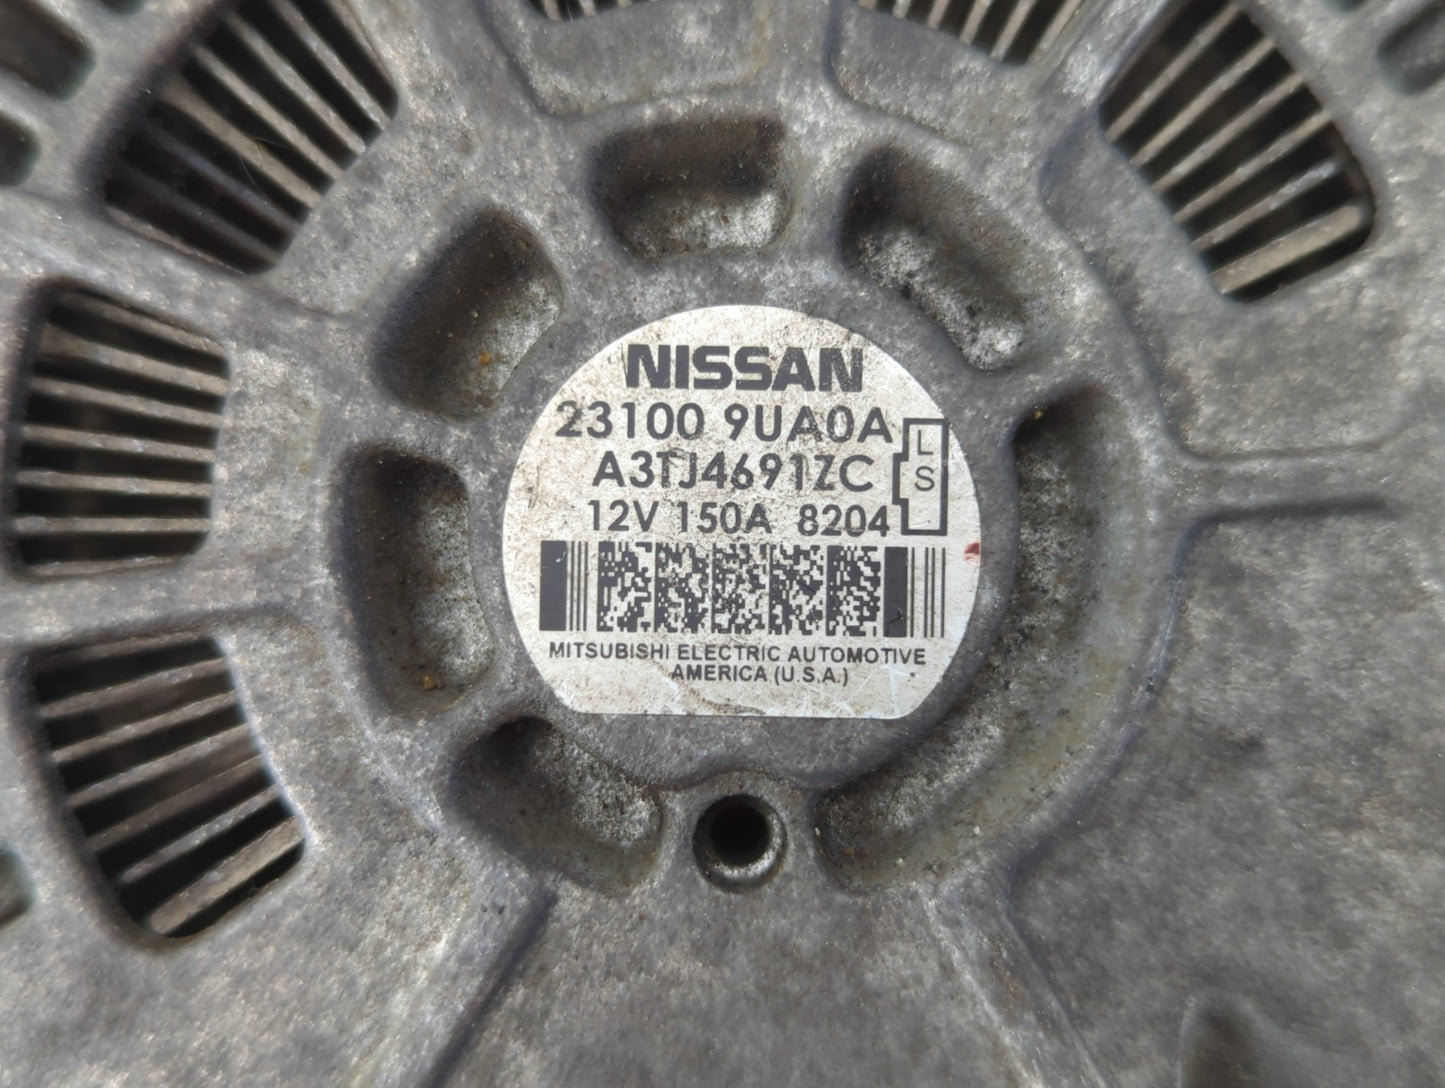 NISSAN
23100 9UA0A
A3TJ4691ZC
12V 150A 8204
L
S
MITSUBISHI ELECTRIC AUTOMOTIVE
AMERICA (U.S.A.)